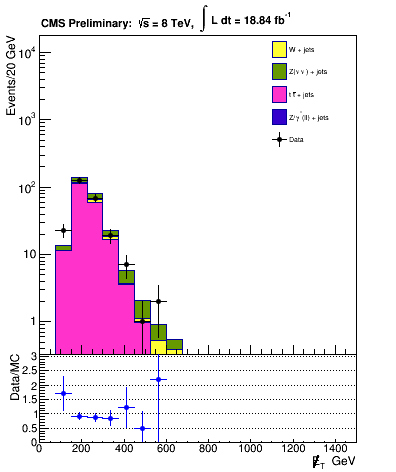 CMS Preliminary: √s = 8 TeV, ∫ L dt = 18.84 fb⁻¹
Events/20 GeV
10⁴
10³
10²
10
1
W + jets
Z(νν) + jets
t t̅ + jets
Z/γ*(ll) + jets
Data
Data/MC
3
2.5
2
1.5
1
0.5
0
0 200 400 600 800 1000 1200 1400
E̸_T GeV